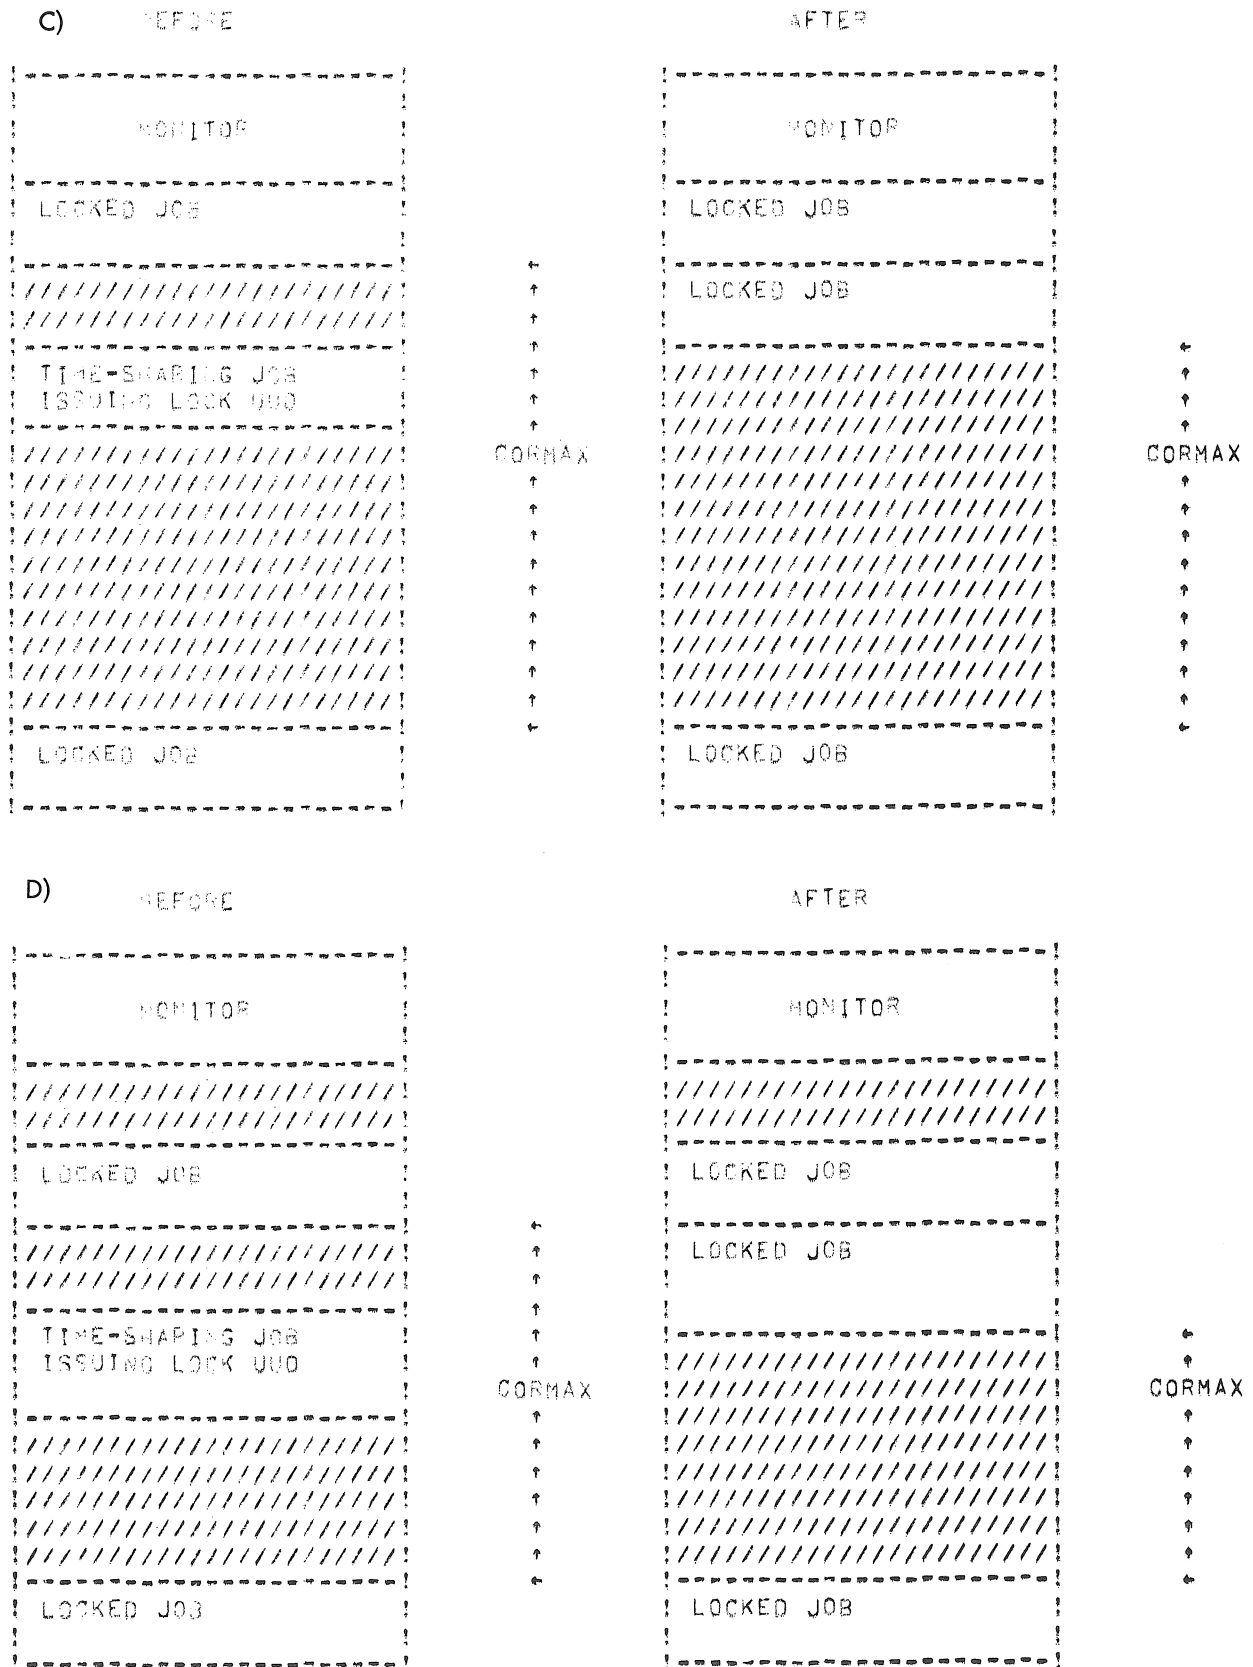 C) BEFORE AFTER
MONITOR MONITOR
LOCKED JOB LOCKED JOB
LOCKED JOB
TIME-SHARING JOB
ISSUING LOCK UUO
CORMAX CORMAX
LOCKED JOB LOCKED JOB
D) BEFORE AFTER
MONITOR MONITOR
LOCKED JOB LOCKED JOB
LOCKED JOB
TIME-SHARING JOB
ISSUING LOCK UUO
CORMAX CORMAX
LOCKED JOB LOCKED JOB